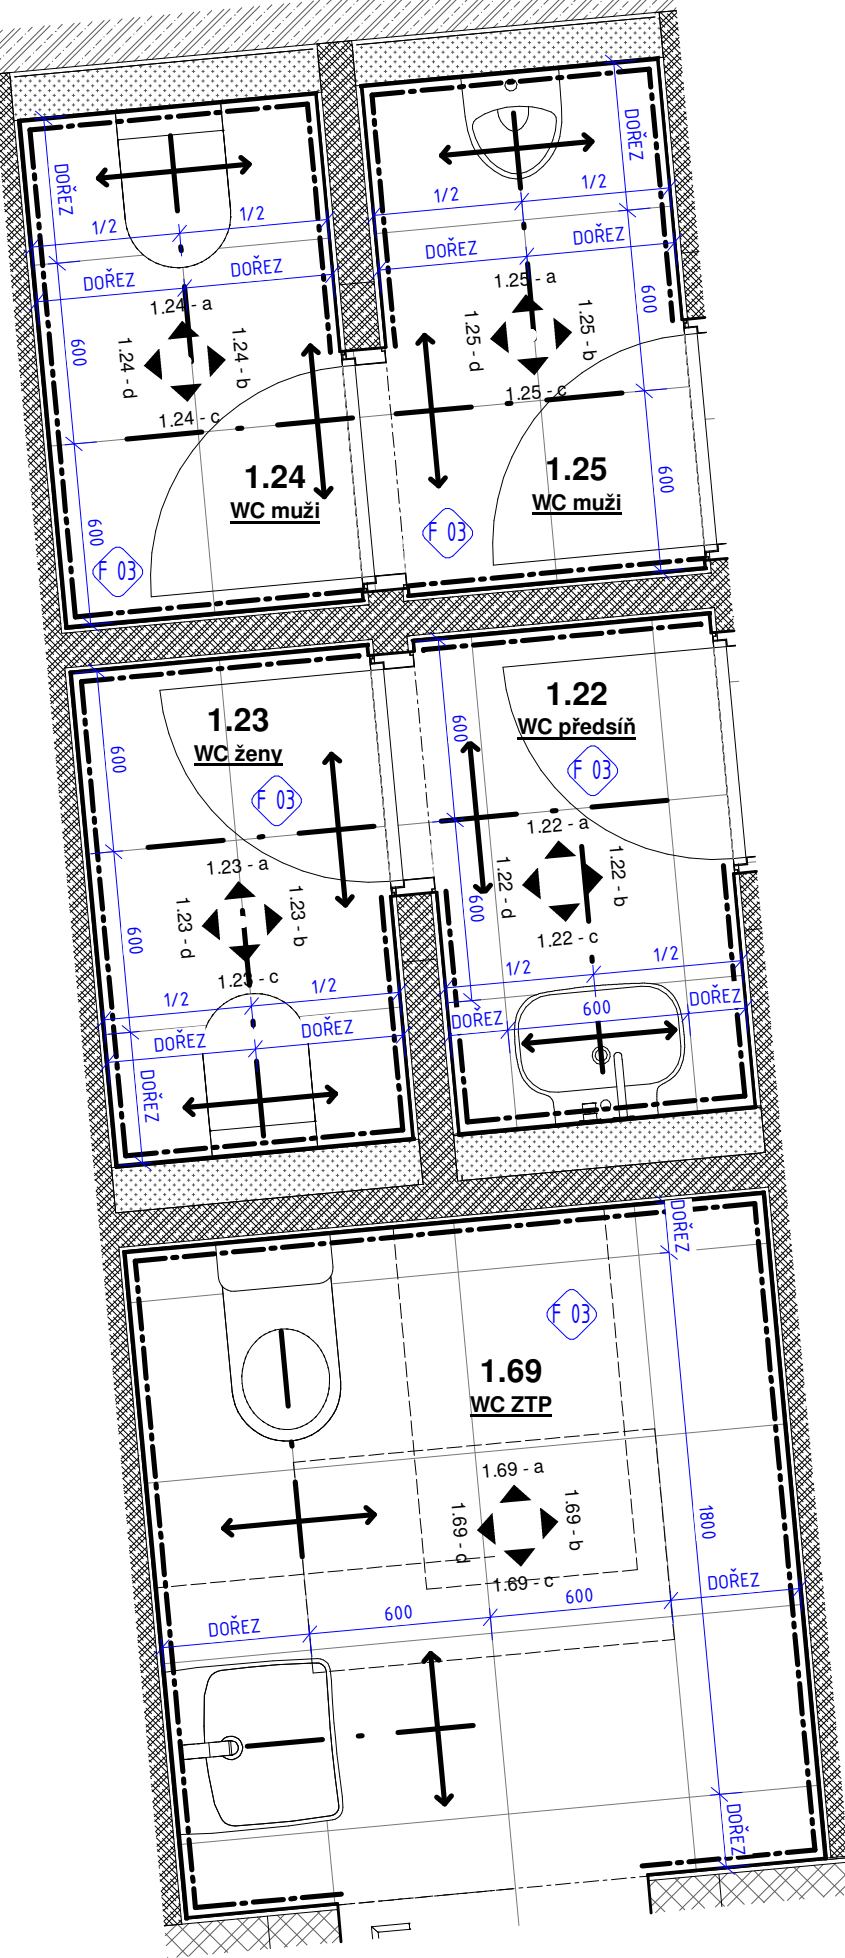 DOŘEZ
1/2
1/2
DOŘEZ
DOŘEZ
1.24 - a
1.24 - b
1.24 - c
1.24 - d
600
600
1.24
WC muži
F 03
DOŘEZ
1/2
1/2
DOŘEZ
DOŘEZ
1.25 - a
1.25 - b
1.25 - c
1.25 - d
600
600
1.25
WC muži
F 03
1.23
WC ženy
F 03
600
600
1.23 - a
1.23 - b
1.23 - c
1.23 - d
1/2
1/2
DOŘEZ
DOŘEZ
DOŘEZ
1.22
WC předsíň
F 03
600
600
1.22 - a
1.22 - b
1.22 - c
1.22 - d
1/2
1/2
DOŘEZ
600
DOŘEZ
DOŘEZ
F 03
1.69
WC ZTP
1.69 - a
1.69 - b
1.69 - c
1.69 - d
1800
DOŘEZ
600
600
DOŘEZ
DOŘEZ